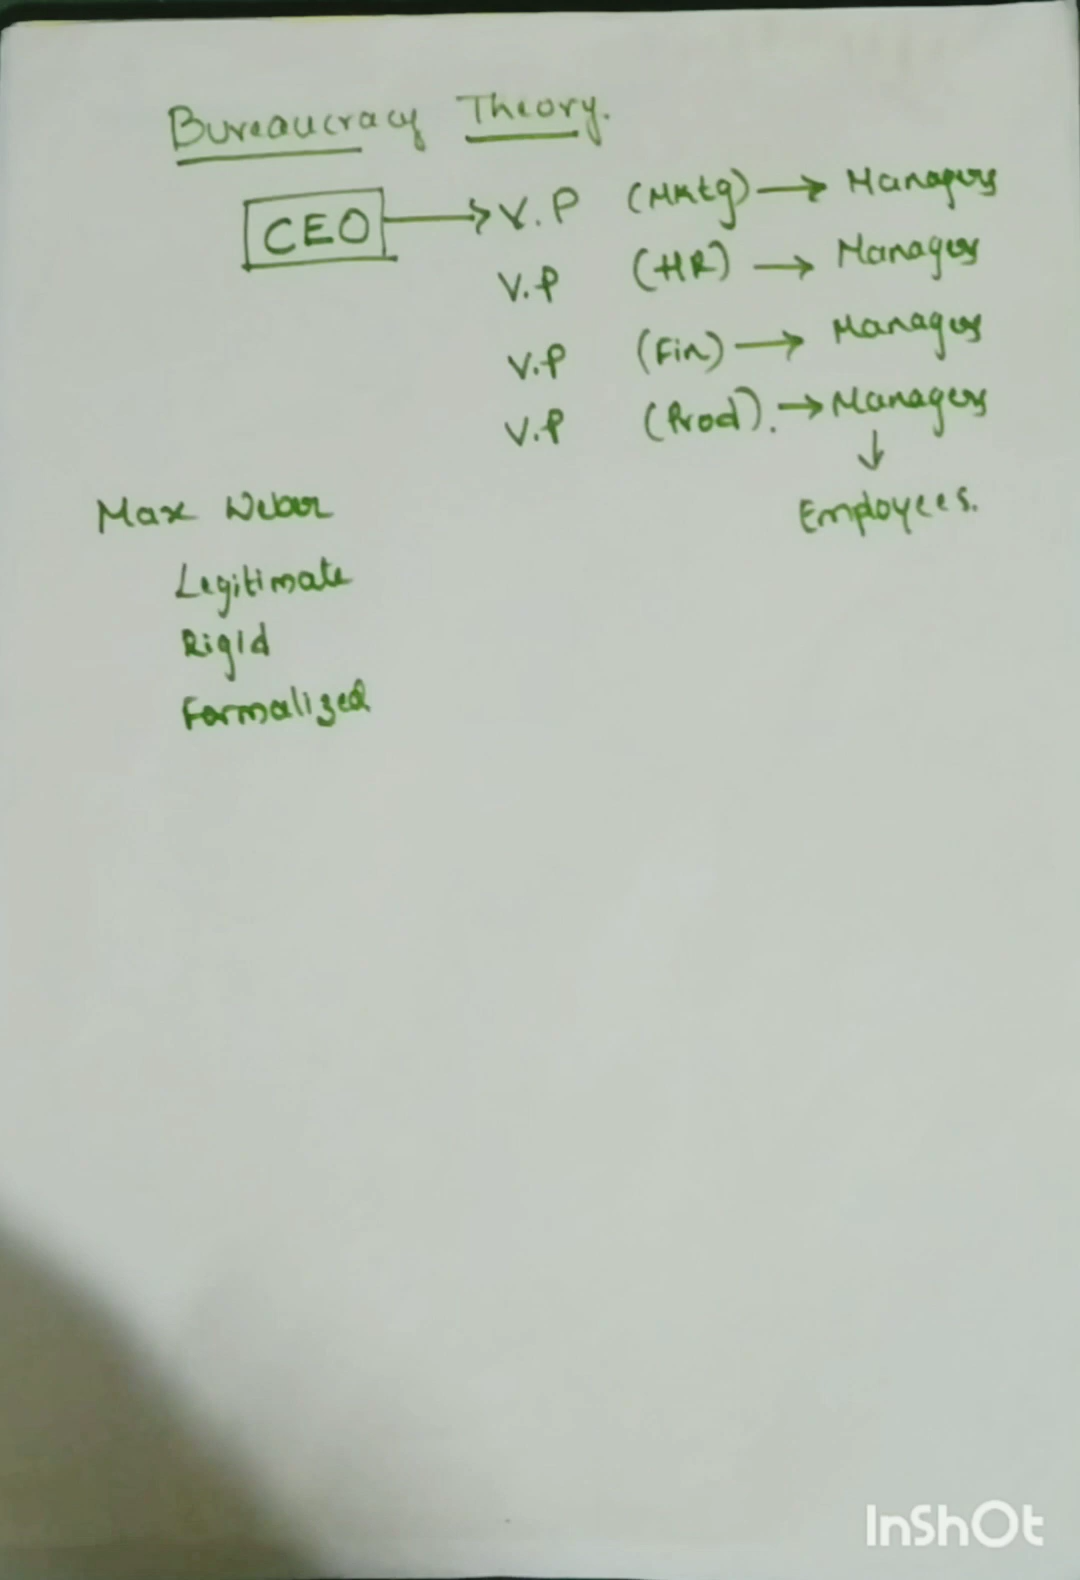 Bureaucracy Theory.
CEO → V.P (Mktg) → Managers
V.P (HR) → Managers
V.P (Fin) → Managers
V.P (Prod). → Managers
↓
Employees.
Max Weber
Legitimate
Rigid
Formalized
InShOt